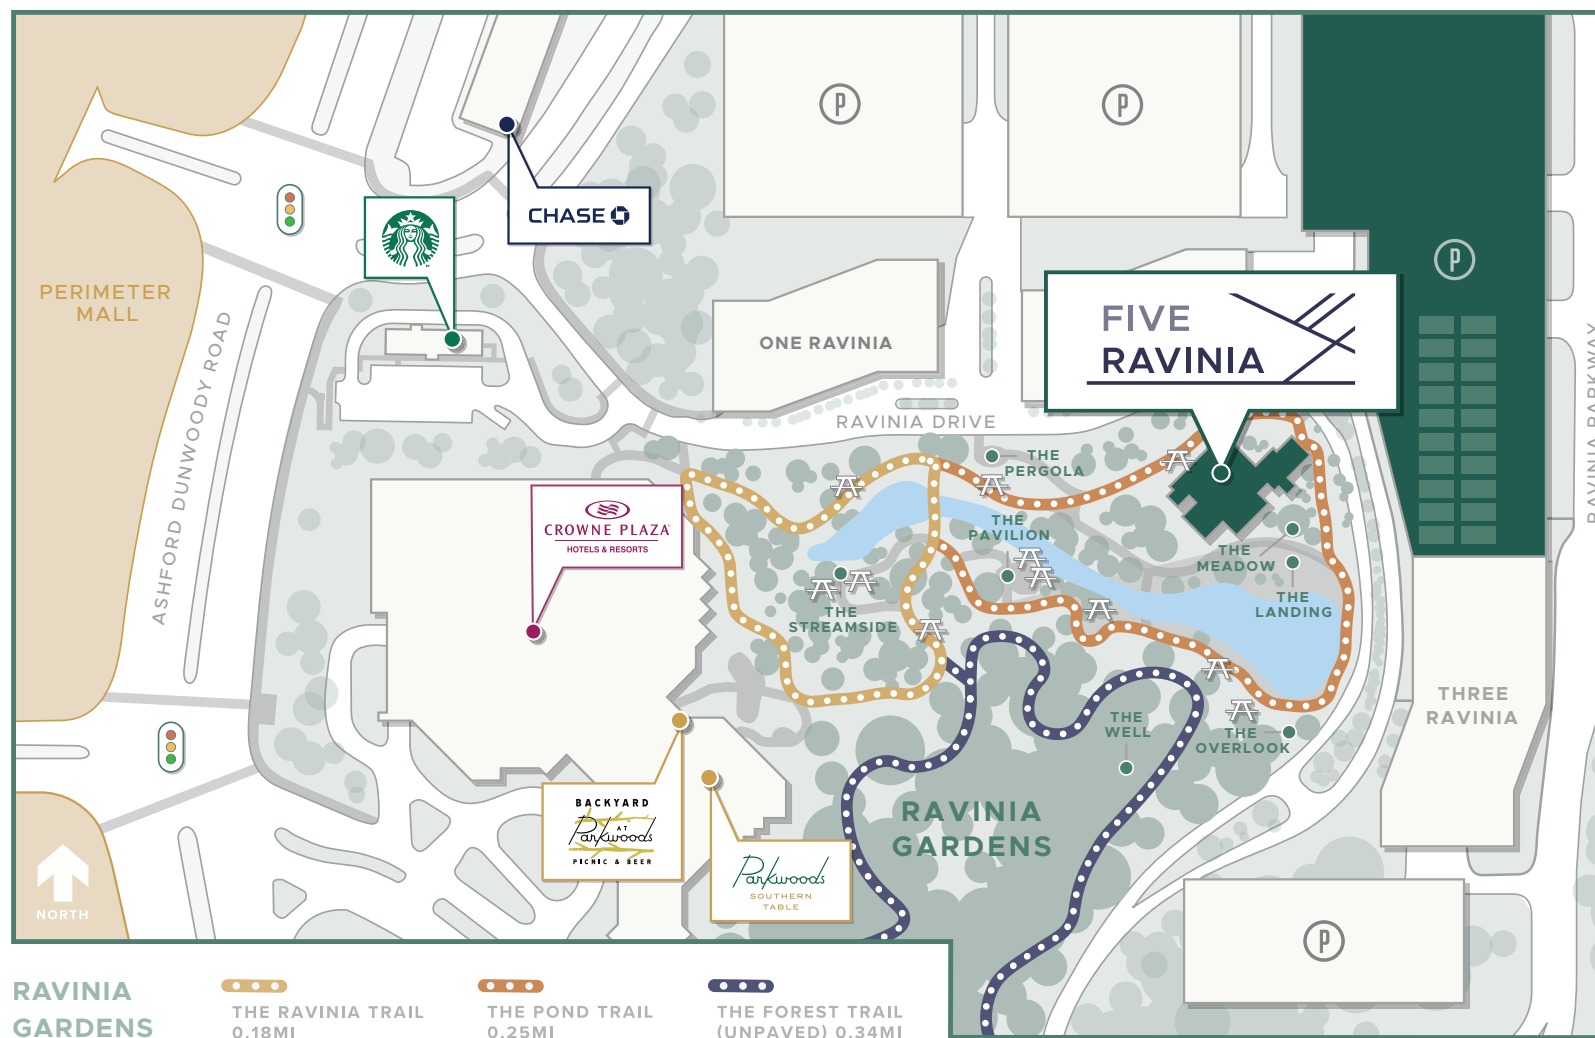 P
P
CHASE
P
PERIMETER
MALL
FIVE
RAVINIA
ONE RAVINIA
RAVINIA PARKWAY
ASHFORD DUNWOODY ROAD
RAVINIA DRIVE
THE
PERGOLA
CROWNE PLAZA
HOTELS & RESORTS
THE
PAVILION
THE
MEADOW
THE
LANDING
THE
STREAMSIDE
THREE
RAVINIA
THE
WELL
THE
OVERLOOK
BACKYARD
AT
Parkwoods
PICNIC & BEER
RAVINIA
GARDENS
Parkwoods
SOUTHERN
TABLE
NORTH
P
RAVINIA
GARDENS
THE RAVINIA TRAIL
0.18MI
THE POND TRAIL
0.25MI
THE FOREST TRAIL
(UNPAVED) 0.34MI